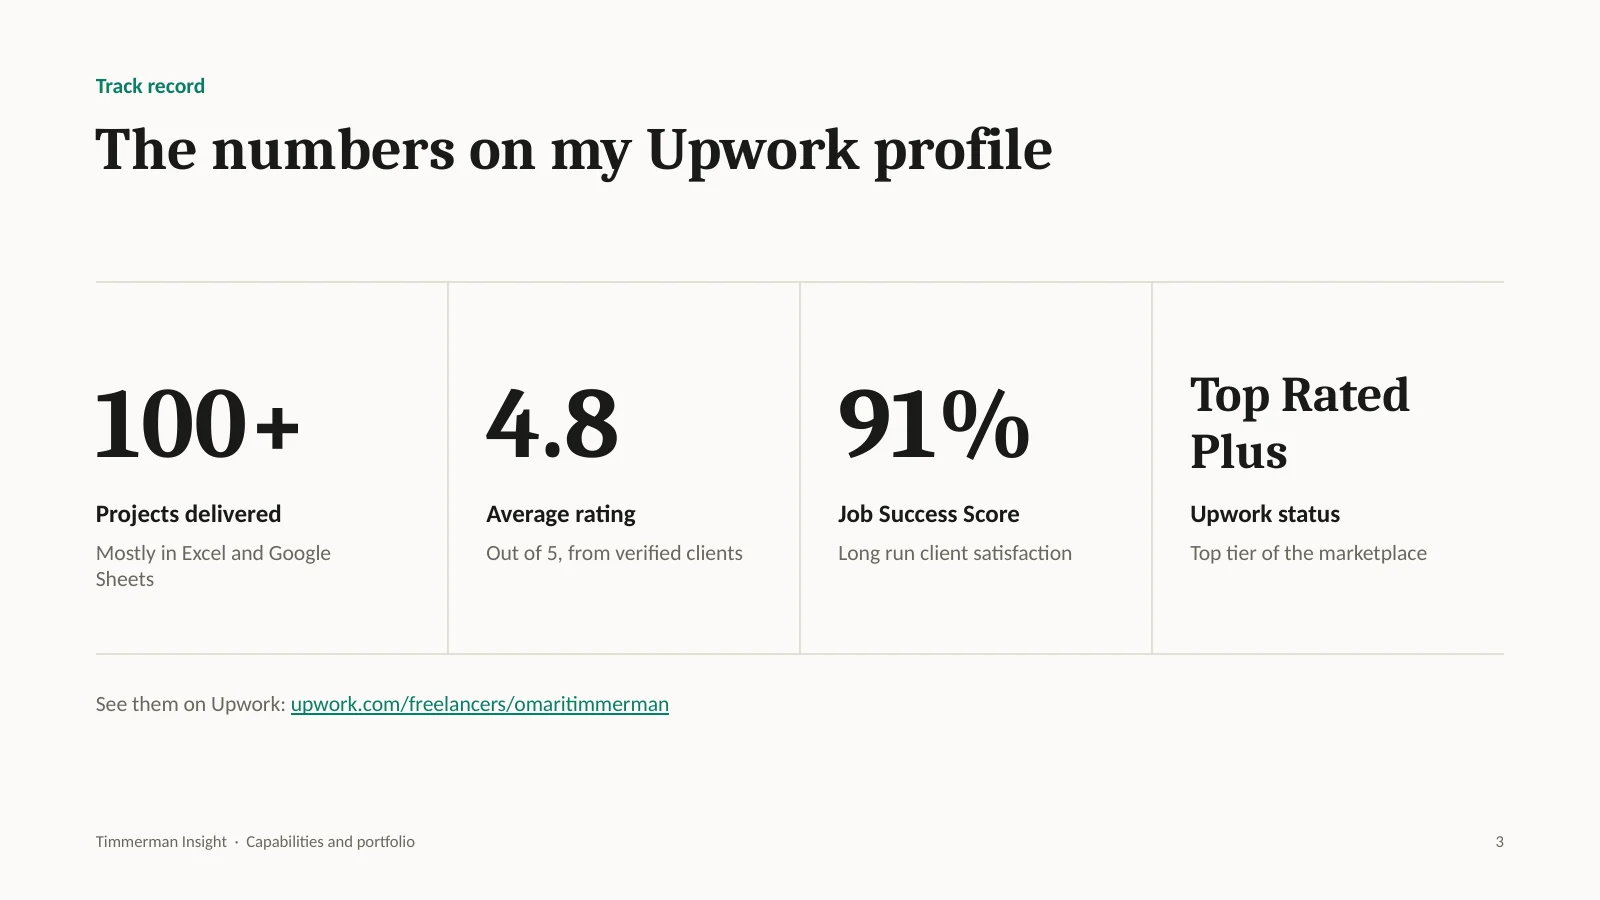 Track record
The numbers on my Upwork profile
100+
Projects delivered
Mostly in Excel and Google
Sheets
4.8
Average rating
Out of 5, from verified clients
91%
Job Success Score
Long run client satisfaction
Top Rated
Plus
Upwork status
Top tier of the marketplace
See them on Upwork: upwork.com/freelancers/omaritimmerman
Timmerman Insight · Capabilities and portfolio
3